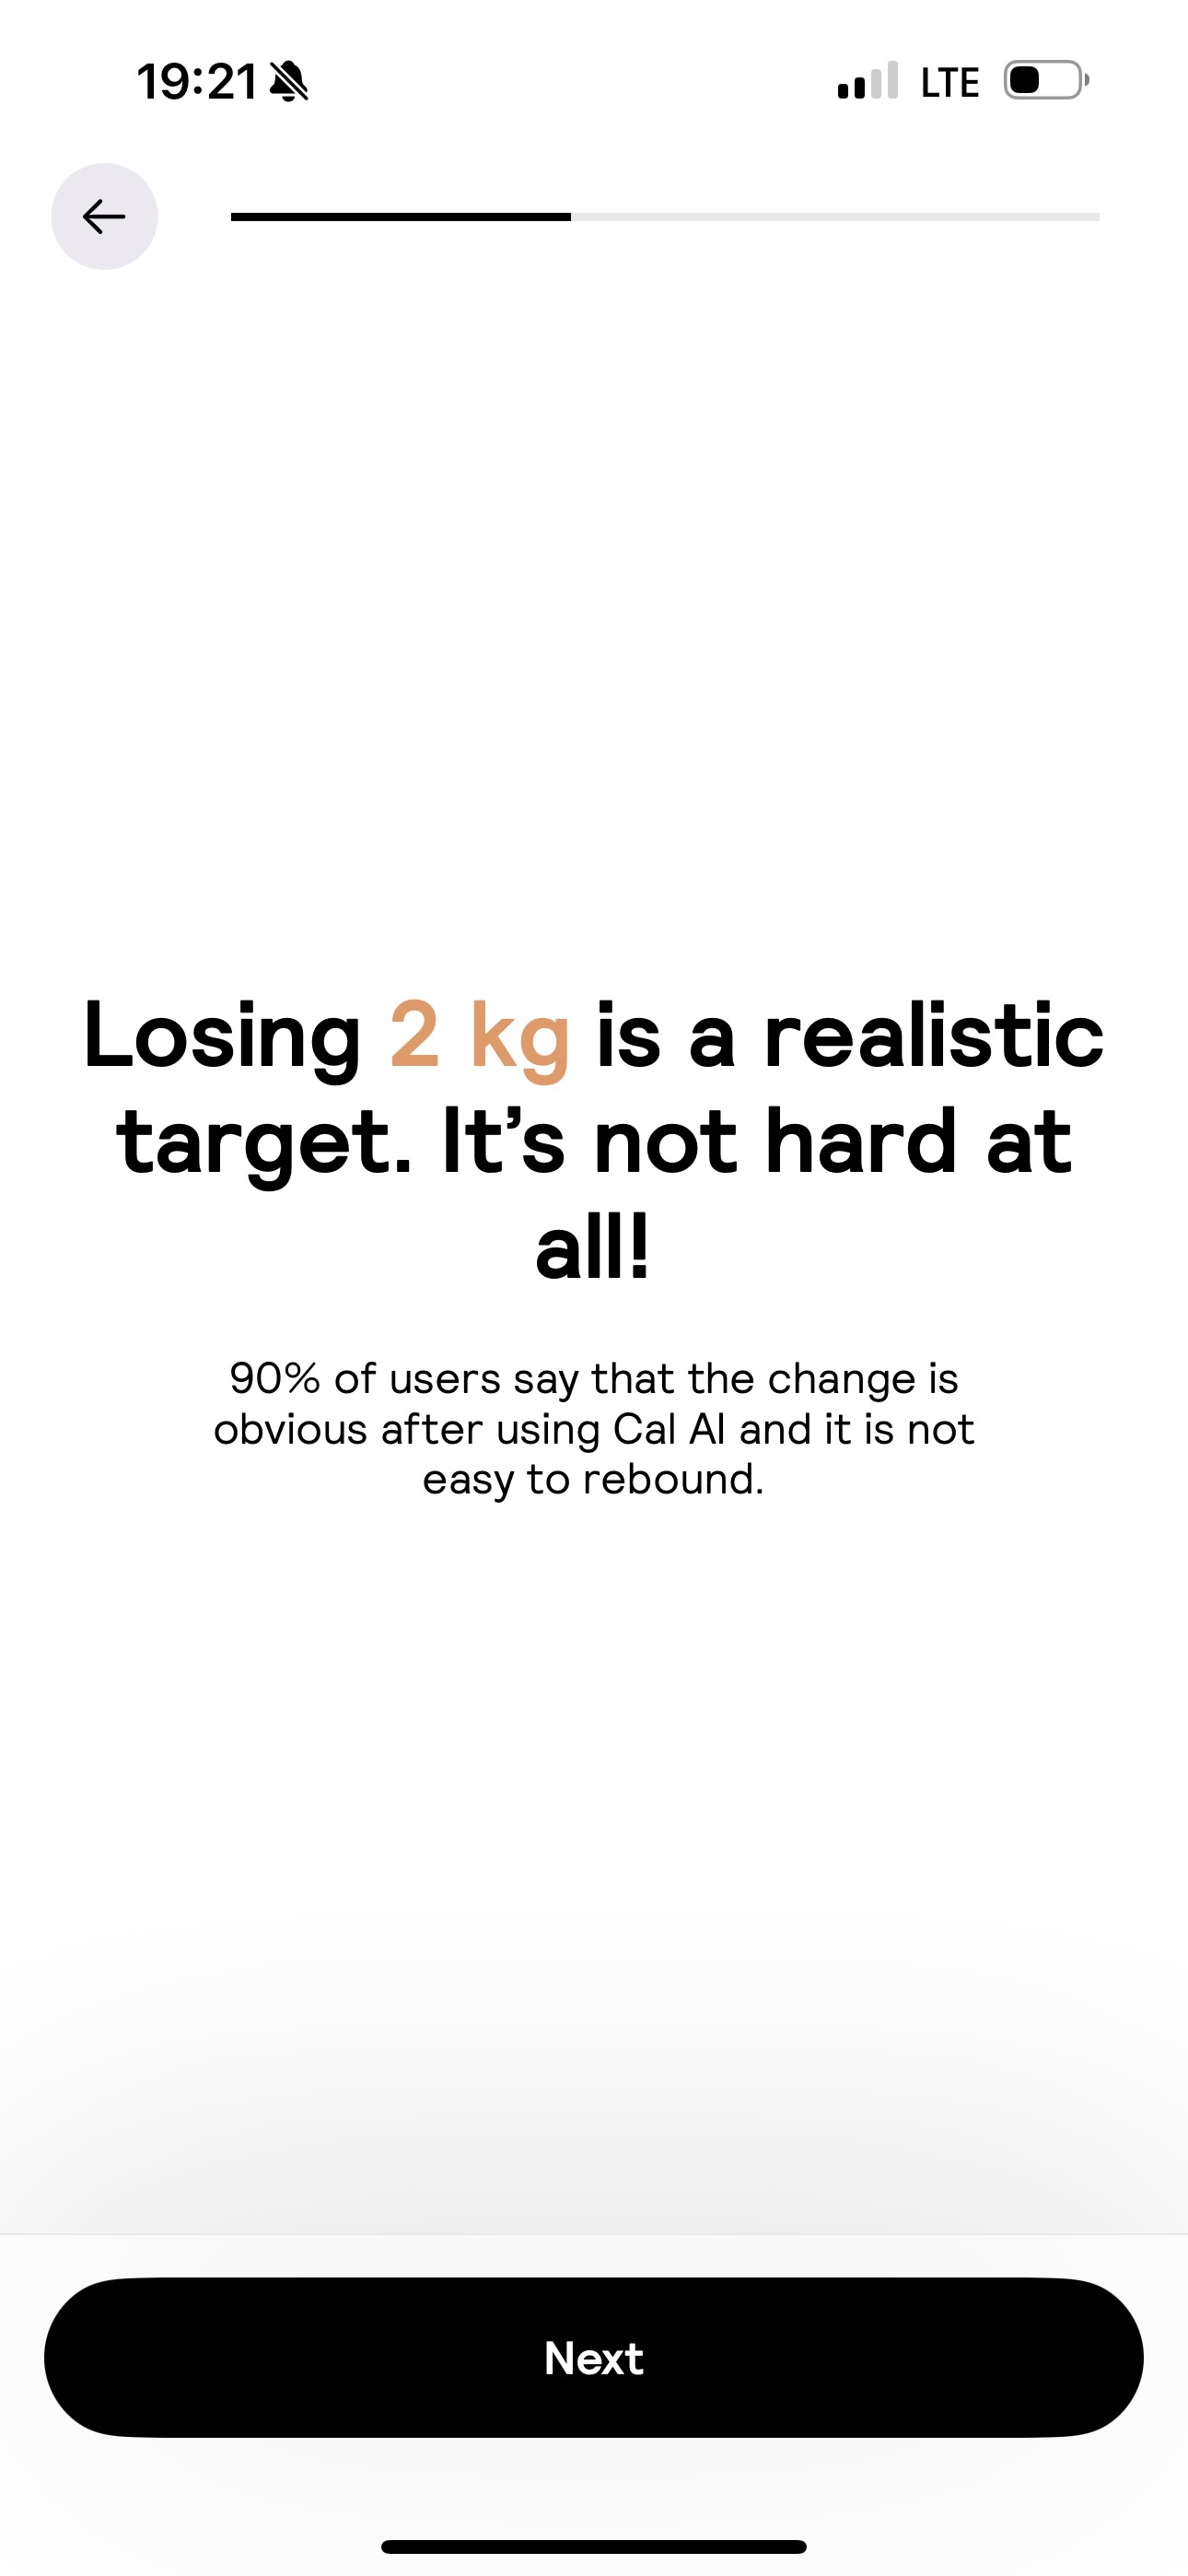 19:21
LTE
Losing 2 kg is a realistic
target. It’s not hard at
all!
90% of users say that the change is
obvious after using Cal AI and it is not
easy to rebound.
Next